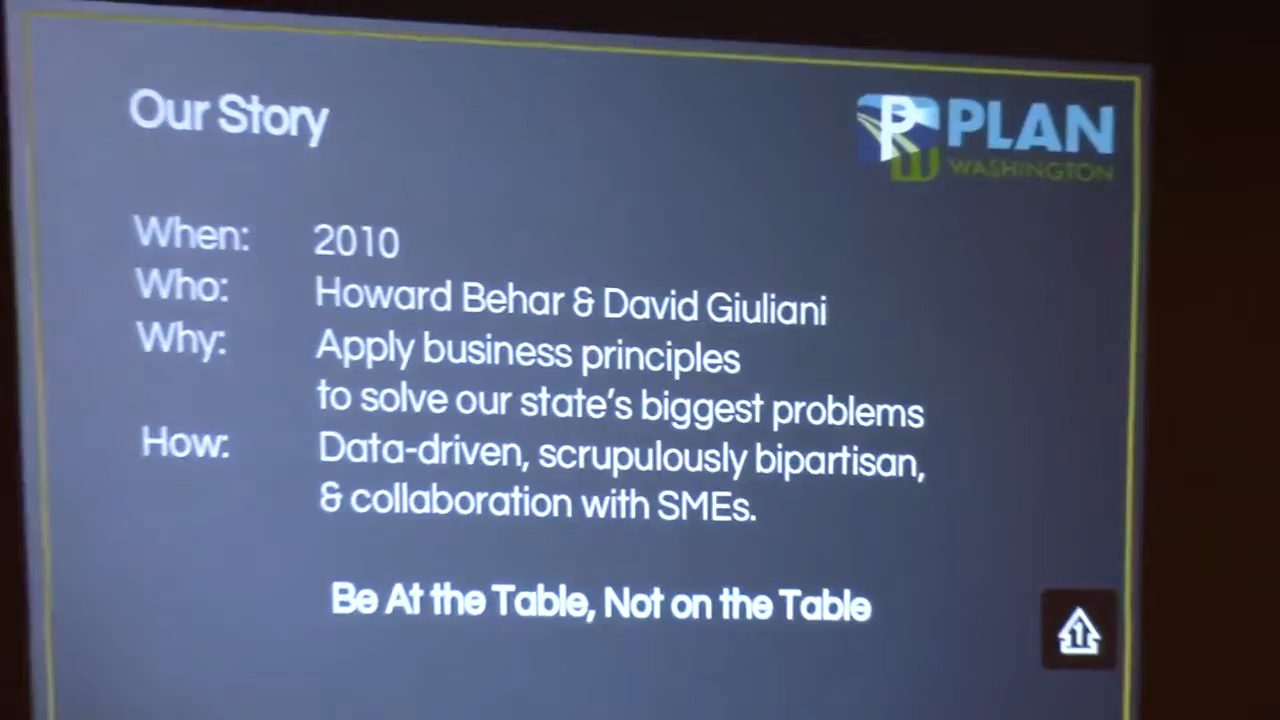 Our Story
PW PLAN
WASHINGTON
When: 2010
Who: Howard Behar & David Giuliani
Why: Apply business principles
to solve our state's biggest problems
How: Data-driven, scrupulously bipartisan,
& collaboration with SMEs.
Be At the Table, Not on the Table